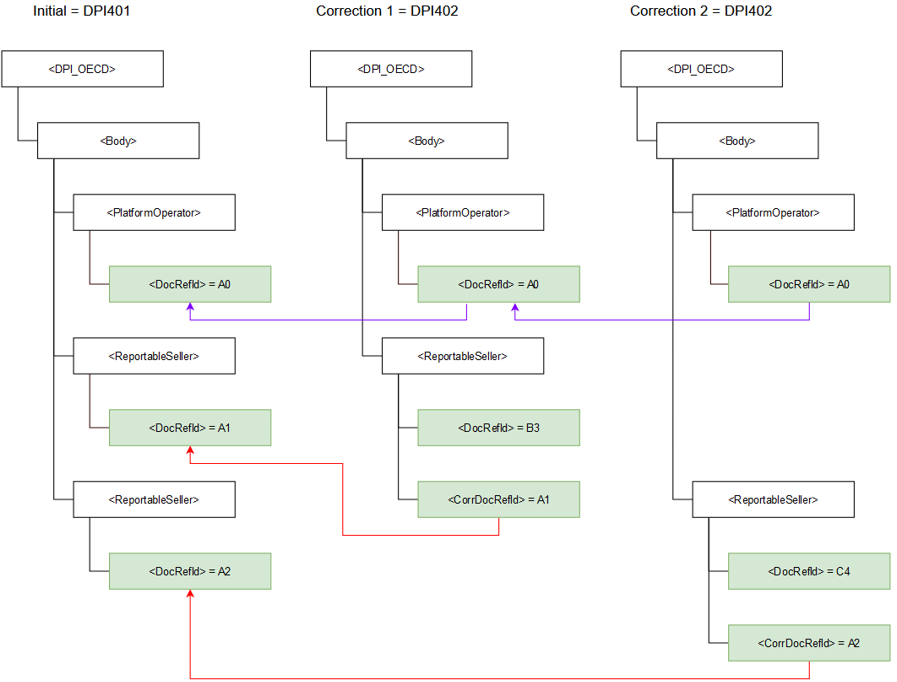 Initial = DPI401
Correction 1 = DPI402
Correction 2 = DPI402
<DPI_OECD>
<DPI_OECD>
<DPI_OECD>
<Body>
<Body>
<Body>
<PlatformOperator>
<PlatformOperator>
<PlatformOperator>
<DocRefId> = A0
<DocRefId> = A0
<DocRefId> = A0
<ReportableSeller>
<ReportableSeller>
<DocRefId> = A1
<DocRefId> = B3
<ReportableSeller>
<CorrDocRefId> = A1
<ReportableSeller>
<DocRefId> = A2
<DocRefId> = C4
<CorrDocRefId> = A2